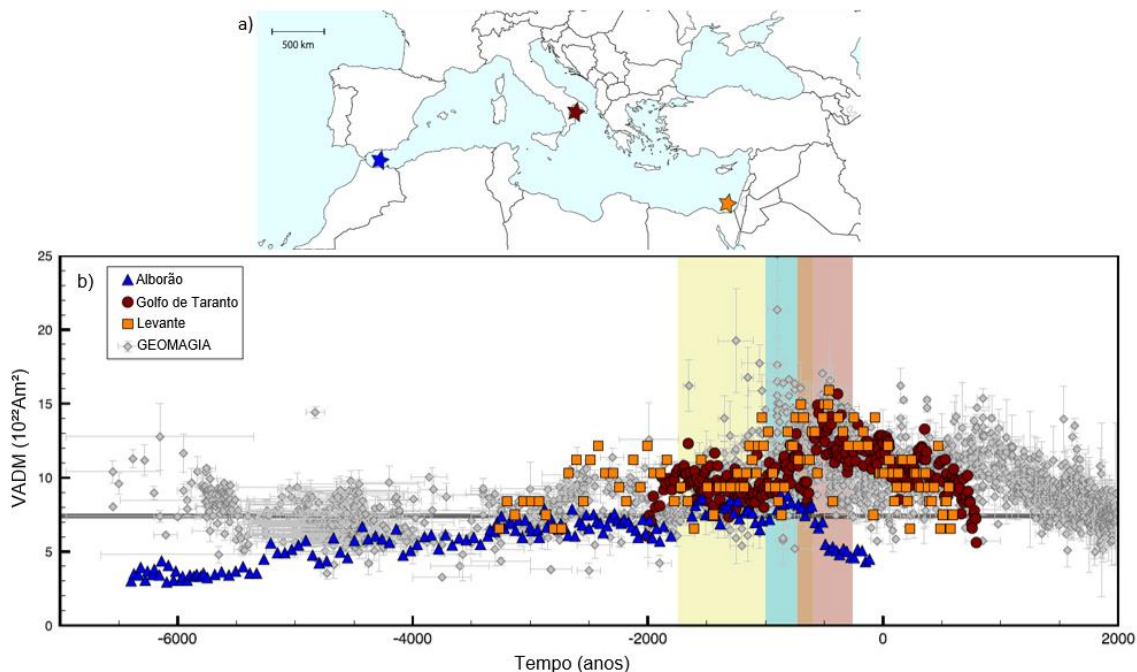 a)
500 km
b)
Alborão
Golfo de Taranto
Levante
GEOMAGIA
VADM (10²²Am²)
25
20
15
10
5
0
-6000
-4000
-2000
0
2000
Tempo (anos)